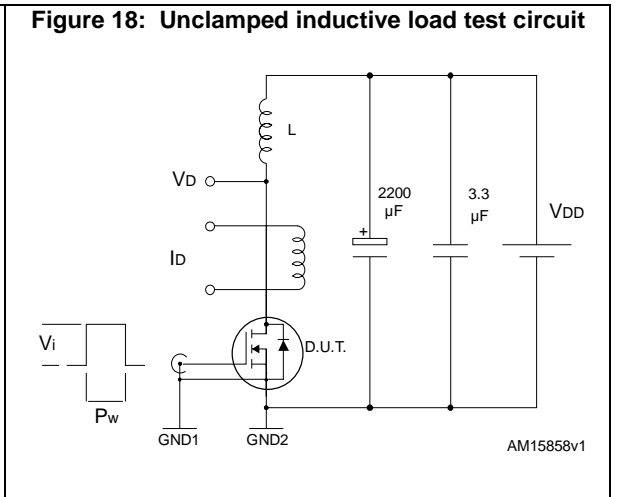 Figure 18: Unclamped inductive load test circuit
L
VD
2200
µF
3.3
µF
VDD
+
ID
Vi
D.U.T.
Pw
GND1
GND2
AM15858v1